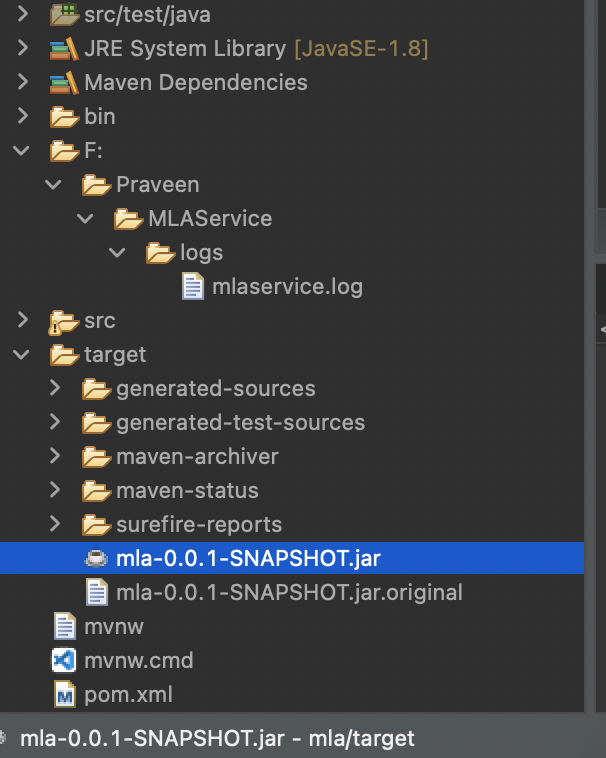 src/test/java
JRE System Library [JavaSE-1.8]
Maven Dependencies
bin
F:
Praveen
MLAService
logs
mlaservice.log
src
target
generated-sources
generated-test-sources
maven-archiver
maven-status
surefire-reports
mla-0.0.1-SNAPSHOT.jar
mla-0.0.1-SNAPSHOT.jar.original
mvnw
mvnw.cmd
pom.xml
mla-0.0.1-SNAPSHOT.jar - mla/target